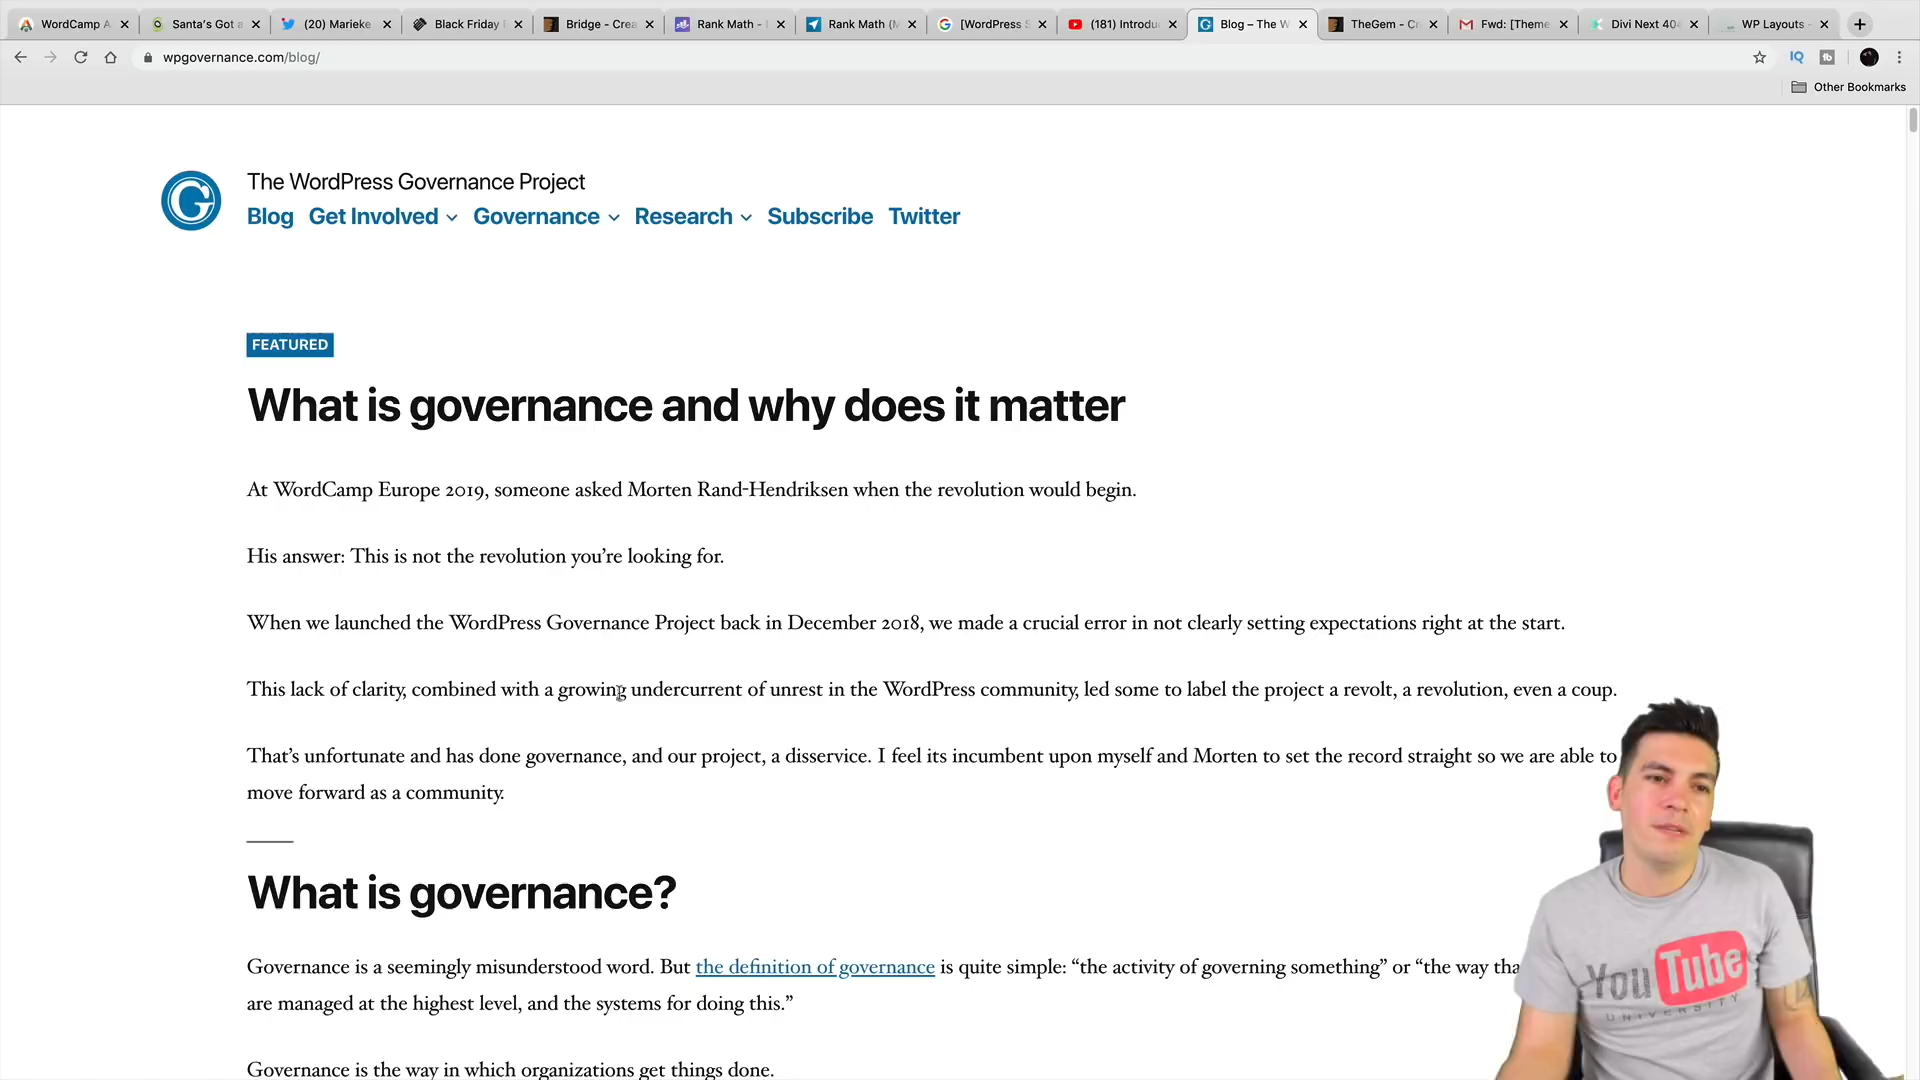 WordCamp A
Santa's Got a
(20) Marieke
Black Friday
Bridge - Crea
Rank Math -
Rank Math (M
[WordPress S
(181) Introdu
Blog – The W
TheGem - Cr
Fwd: [Theme
Divi Next 404
WP Layouts -
wpgovernance.com/blog/
IQ
Other Bookmarks
The WordPress Governance Project
Blog Get Involved Governance Research Subscribe Twitter
FEATURED
What is governance and why does it matter
At WordCamp Europe 2019, someone asked Morten Rand-Hendriksen when the revolution would begin.
His answer: This is not the revolution you're looking for.
When we launched the WordPress Governance Project back in December 2018, we made a crucial error in not clearly setting expectations right at the start.
This lack of clarity, combined with a growing undercurrent of unrest in the WordPress community, led some to label the project a revolt, a revolution, even a coup.
That's unfortunate and has done governance, and our project, a disservice. I feel its incumbent upon myself and Morten to set the record straight so we are able to
move forward as a community.
What is governance?
Governance is a seemingly misunderstood word. But the definition of governance is quite simple: “the activity of governing something” or “the way tha
are managed at the highest level, and the systems for doing this.”
Governance is the way in which organizations get things done.
YouTube
UNIVERSITY